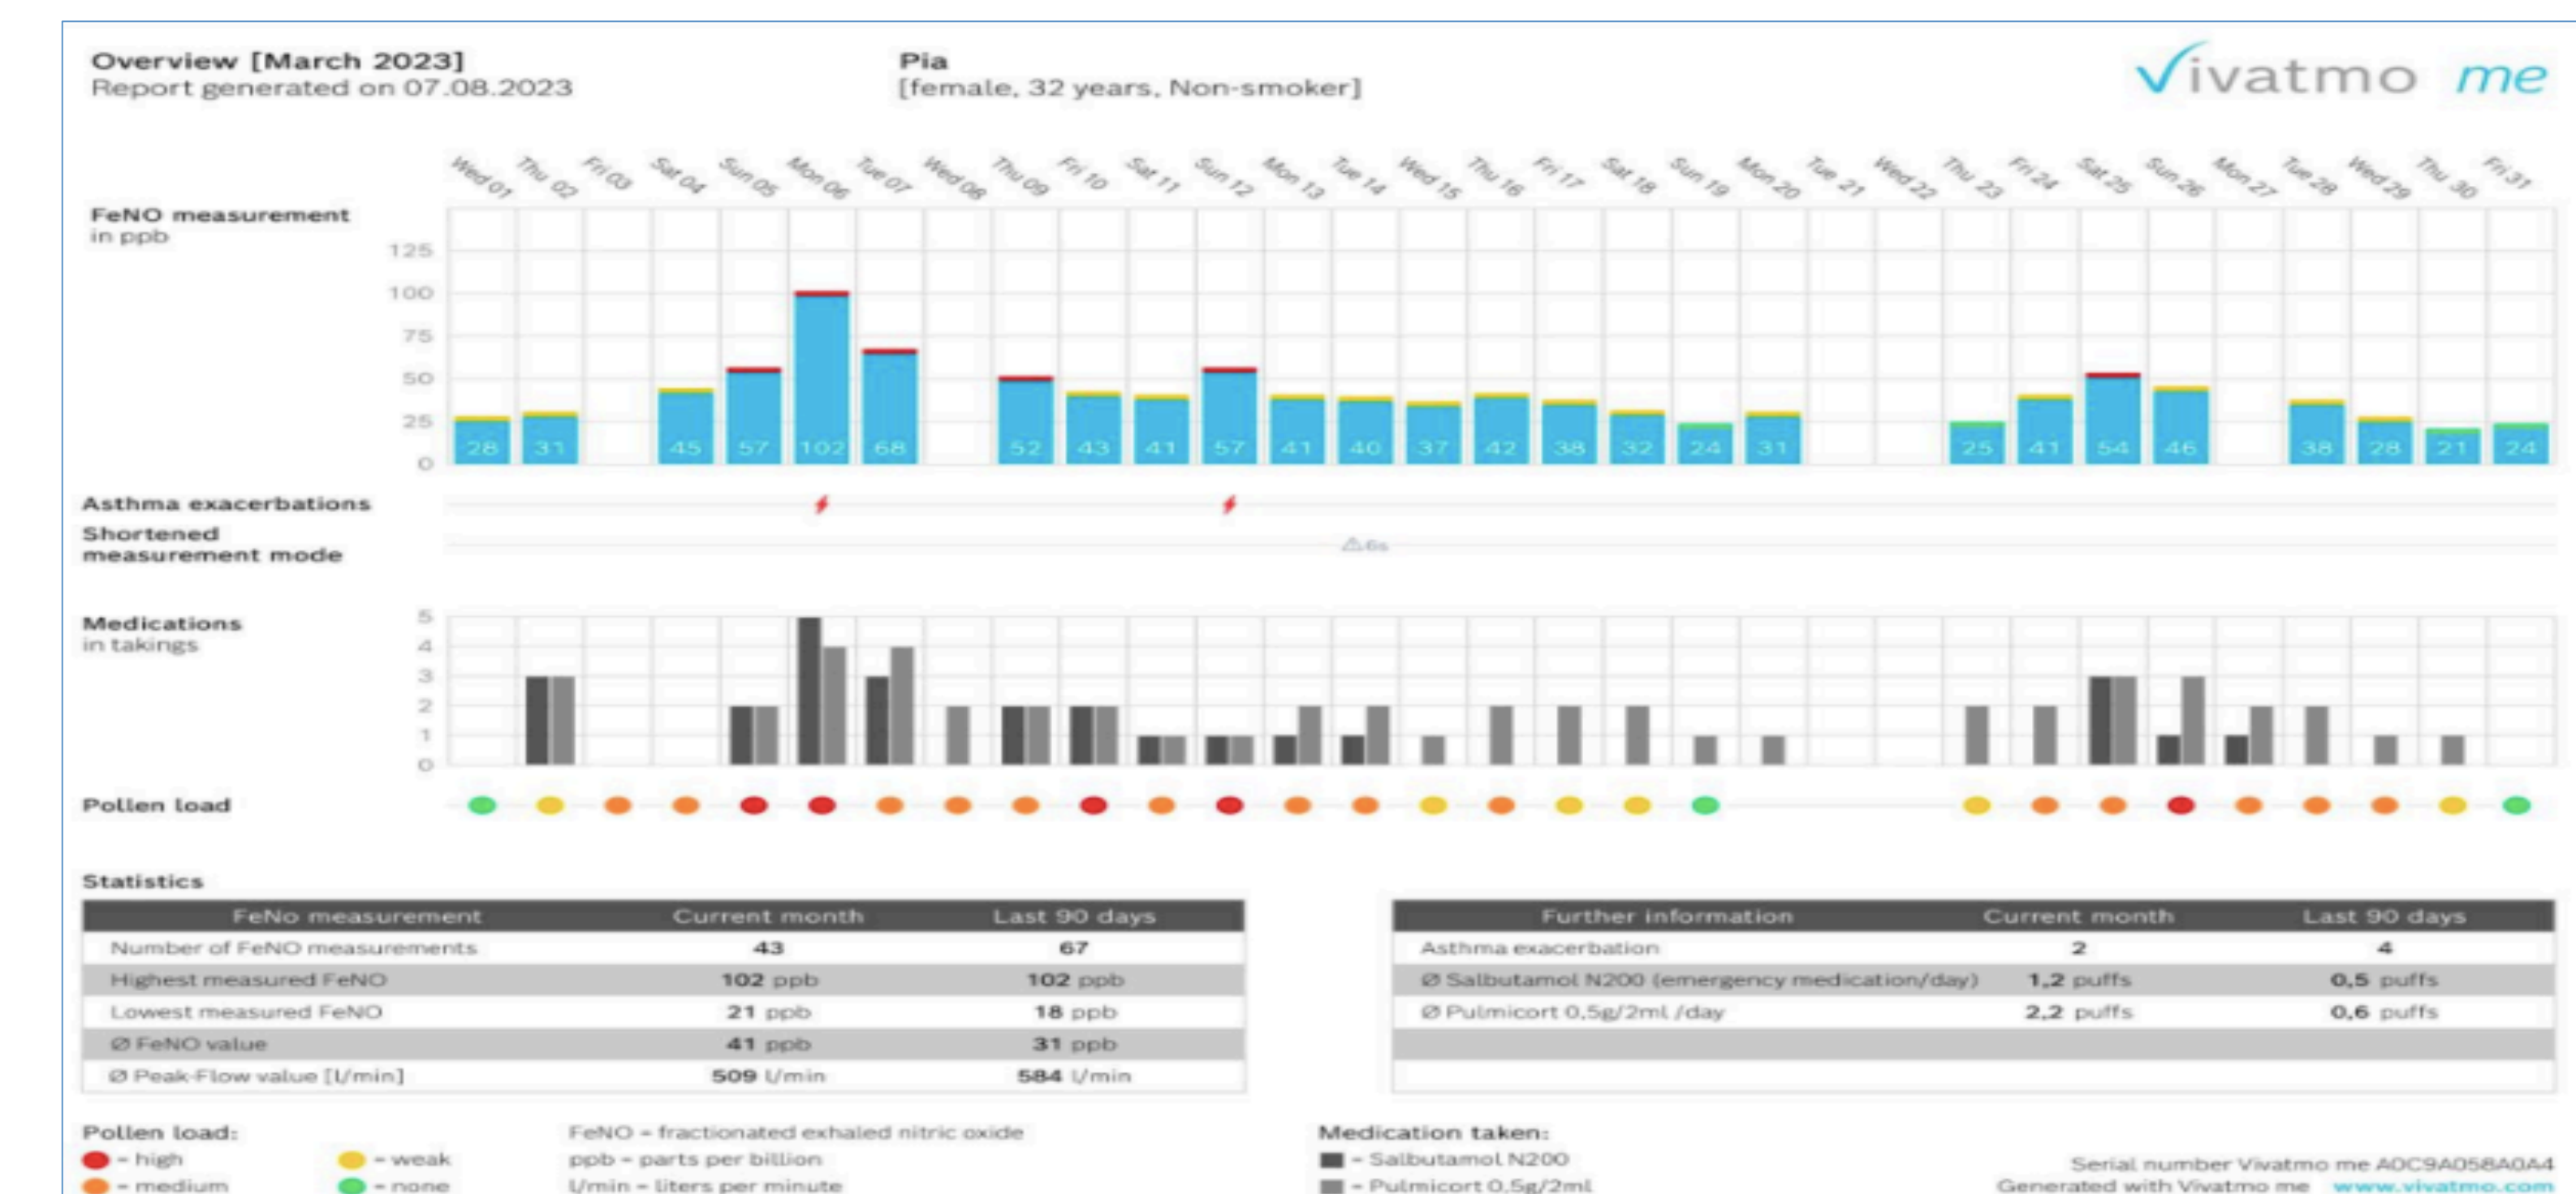 Overview [March 2023]
Report generated on 07.08.2023
Pia
[female, 32 years, Non-smoker]
Vivatmo me
Wed 01 Thu 02 Fri 03 Sat 04 Sun 05 Mon 06 Tue 07 Wed 08 Thu 09 Fri 10 Sat 11 Sun 12 Mon 13 Tue 14 Wed 15 Thu 16 Fri 17 Sat 18 Sun 19 Mon 20 Tue 21 Wed 22 Thu 23 Fri 24 Sat 25 Sun 26 Mon 27 Tue 28 Wed 29 Thu 30 Fri 31
FeNO measurement
in ppb
125
100
75
50
25
0
28 31 45 57 102 68 52 43 41 57 41 40 37 42 38 32 24 31 25 41 54 46 38 28 21 24
Asthma exacerbations
Shortened
measurement mode
6s
Medications
in takings
5
4
3
2
1
0
Pollen load
Statistics
FeNo measurement Current month Last 90 days
Number of FeNO measurements 43 67
Highest measured FeNO 102 ppb 102 ppb
Lowest measured FeNO 21 ppb 18 ppb
Ø FeNO value 41 ppb 31 ppb
Ø Peak-Flow value [l/min] 509 l/min 584 l/min
Further information Current month Last 90 days
Asthma exacerbation 2 4
Ø Salbutamol N200 (emergency medication/day) 1,2 puffs 0,5 puffs
Ø Pulmicort 0,5g/2ml /day 2,2 puffs 0,6 puffs
Pollen load:
= high
= weak
= medium
= none
FeNO = fractionated exhaled nitric oxide
ppb = parts per billion
l/min = liters per minute
Medication taken:
= Salbutamol N200
= Pulmicort 0,5g/2ml
Serial number Vivatmo me A0C9A058A0A4
Generated with Vivatmo me www.vivatmo.com